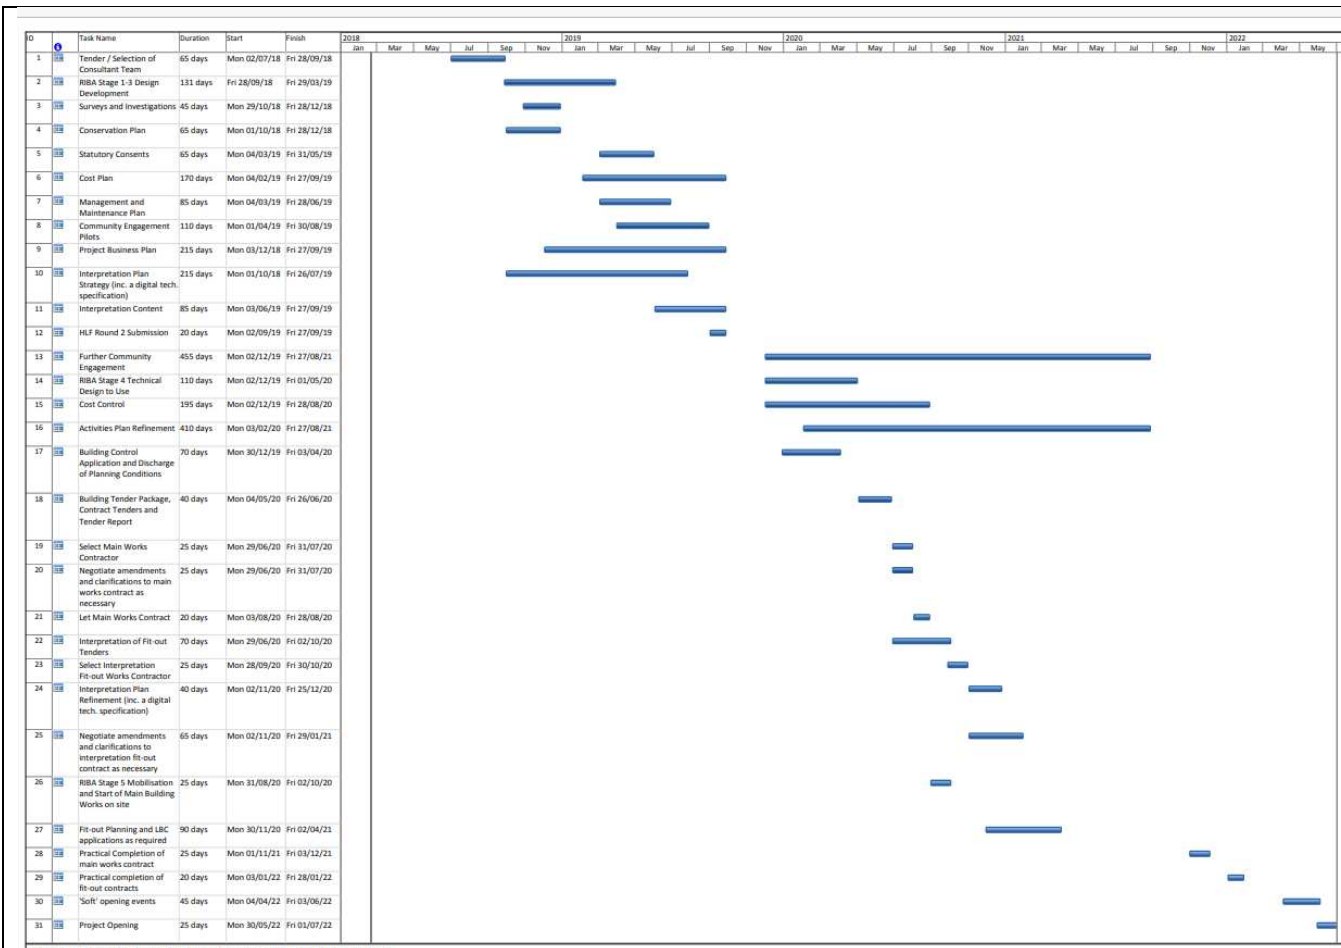 ID Task Name Duration Start Finish 2018 2019 2020 2021 2022
Jan Mar May Jul Sep Nov Jan Mar May Jul Sep Nov Jan Mar May Jul Sep Nov Jan Mar May Jul Sep Nov Jan Mar May
1 Tender / Selection of 65 days Mon 02/07/18 Fri 28/09/18
Consultant Team
2 RIBA Stage 1-3 Design 131 days Fri 28/09/18 Fri 29/03/19
Development
3 Surveys and Investigations 45 days Mon 29/10/18 Fri 28/12/18
4 Conservation Plan 65 days Mon 01/10/18 Fri 28/12/18
5 Statutory Consents 65 days Mon 04/03/19 Fri 31/05/19
6 Cost Plan 170 days Mon 04/02/19 Fri 27/09/19
7 Management and 85 days Mon 04/03/19 Fri 28/06/19
Maintenance Plan
8 Community Engagement 110 days Mon 01/04/19 Fri 30/08/19
Pilots
9 Project Business Plan 215 days Mon 03/12/18 Fri 27/09/19
10 Interpretation Plan 215 days Mon 01/10/18 Fri 26/07/19
Strategy (inc. a digital tech.
specification)
11 Interpretation Content 85 days Mon 03/06/19 Fri 27/09/19
12 HLF Round 2 Submission 20 days Mon 02/09/19 Fri 27/09/19
13 Further Community 455 days Mon 02/12/19 Fri 27/08/21
Engagement
14 RIBA Stage 4 Technical 110 days Mon 02/12/19 Fri 01/05/20
Design to Use
15 Cost Control 195 days Mon 02/12/19 Fri 28/08/20
16 Activities Plan Refinement 410 days Mon 03/02/20 Fri 27/08/21
17 Building Control 70 days Mon 30/12/19 Fri 03/04/20
Application and Discharge
of Planning Conditions
18 Building Tender Package, 40 days Mon 04/05/20 Fri 26/06/20
Contract Tenders and
Tender Report
19 Select Main Works 25 days Mon 29/06/20 Fri 31/07/20
Contractor
20 Negotiate amendments 25 days Mon 29/06/20 Fri 31/07/20
and clarifications to main
works contract as
necessary
21 Let Main Works Contract 20 days Mon 03/08/20 Fri 28/08/20
22 Interpretation of Fit-out 70 days Mon 29/06/20 Fri 02/10/20
Tenders
23 Select Interpretation 25 days Mon 28/09/20 Fri 30/10/20
Fit-out Works Contractor
24 Interpretation Plan 40 days Mon 02/11/20 Fri 25/12/20
Refinement (inc. a digital
tech. specification)
25 Negotiate amendments 65 days Mon 02/11/20 Fri 29/01/21
and clarifications to
interpretation fit-out
contract as necessary
26 RIBA Stage 5 Mobilisation 25 days Mon 31/08/20 Fri 02/10/20
and Start of Main Building
Works on site
27 Fit-out Planning and LBC 90 days Mon 30/11/20 Fri 02/04/21
applications as required
28 Practical Completion of 25 days Mon 01/11/21 Fri 03/12/21
main works contract
29 Practical completion of 20 days Mon 03/01/22 Fri 28/01/22
fit-out contracts
30 'Soft' opening events 45 days Mon 04/04/22 Fri 03/06/22
31 Project Opening 25 days Mon 30/05/22 Fri 01/07/22